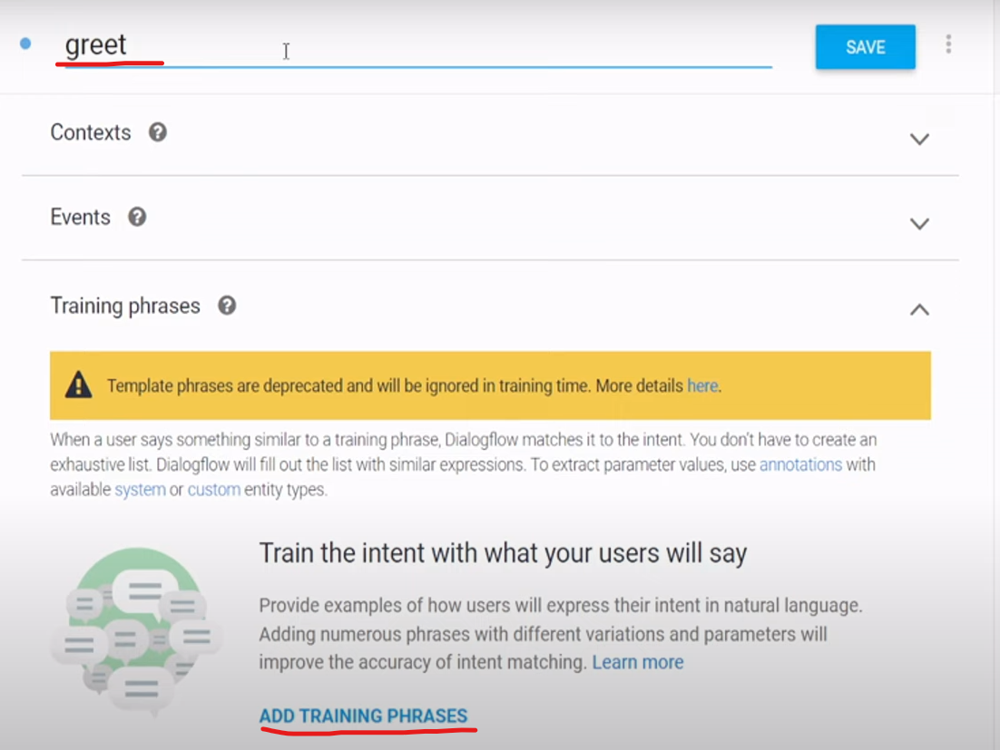 greet
SAVE
Contexts
Events
Training phrases
Template phrases are deprecated and will be ignored in training time. More details here.
When a user says something similar to a training phrase, Dialogflow matches it to the intent. You don't have to create an
exhaustive list. Dialogflow will fill out the list with similar expressions. To extract parameter values, use annotations with
available system or custom entity types.
Train the intent with what your users will say
Provide examples of how users will express their intent in natural language.
Adding numerous phrases with different variations and parameters will
improve the accuracy of intent matching. Learn more
ADD TRAINING PHRASES